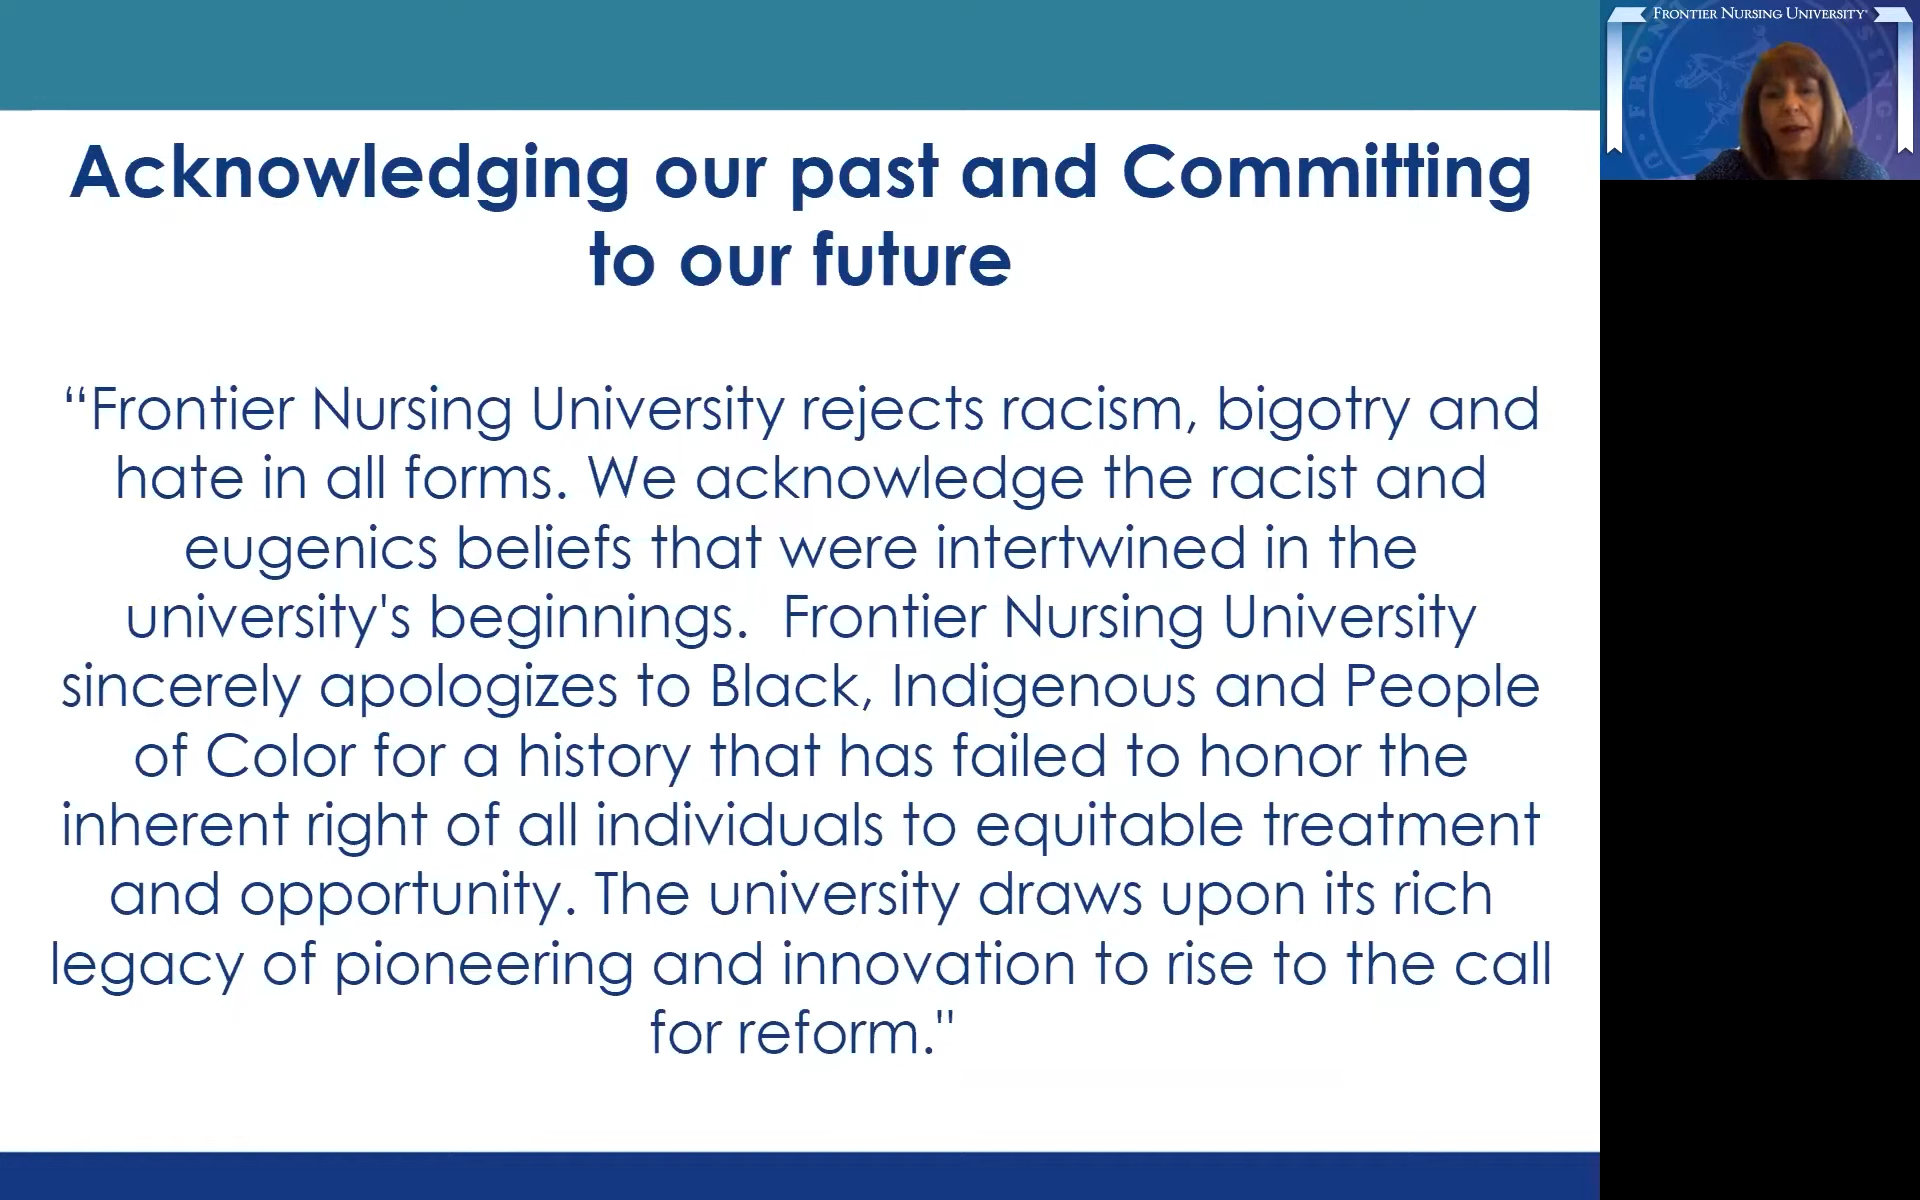 Acknowledging our past and Committing
to our future
“Frontier Nursing University rejects racism, bigotry and
hate in all forms. We acknowledge the racist and
eugenics beliefs that were intertwined in the
university's beginnings.  Frontier Nursing University
sincerely apologizes to Black, Indigenous and People
of Color for a history that has failed to honor the
inherent right of all individuals to equitable treatment
and opportunity. The university draws upon its rich
legacy of pioneering and innovation to rise to the call
for reform."
FRONTIER NURSING UNIVERSITY